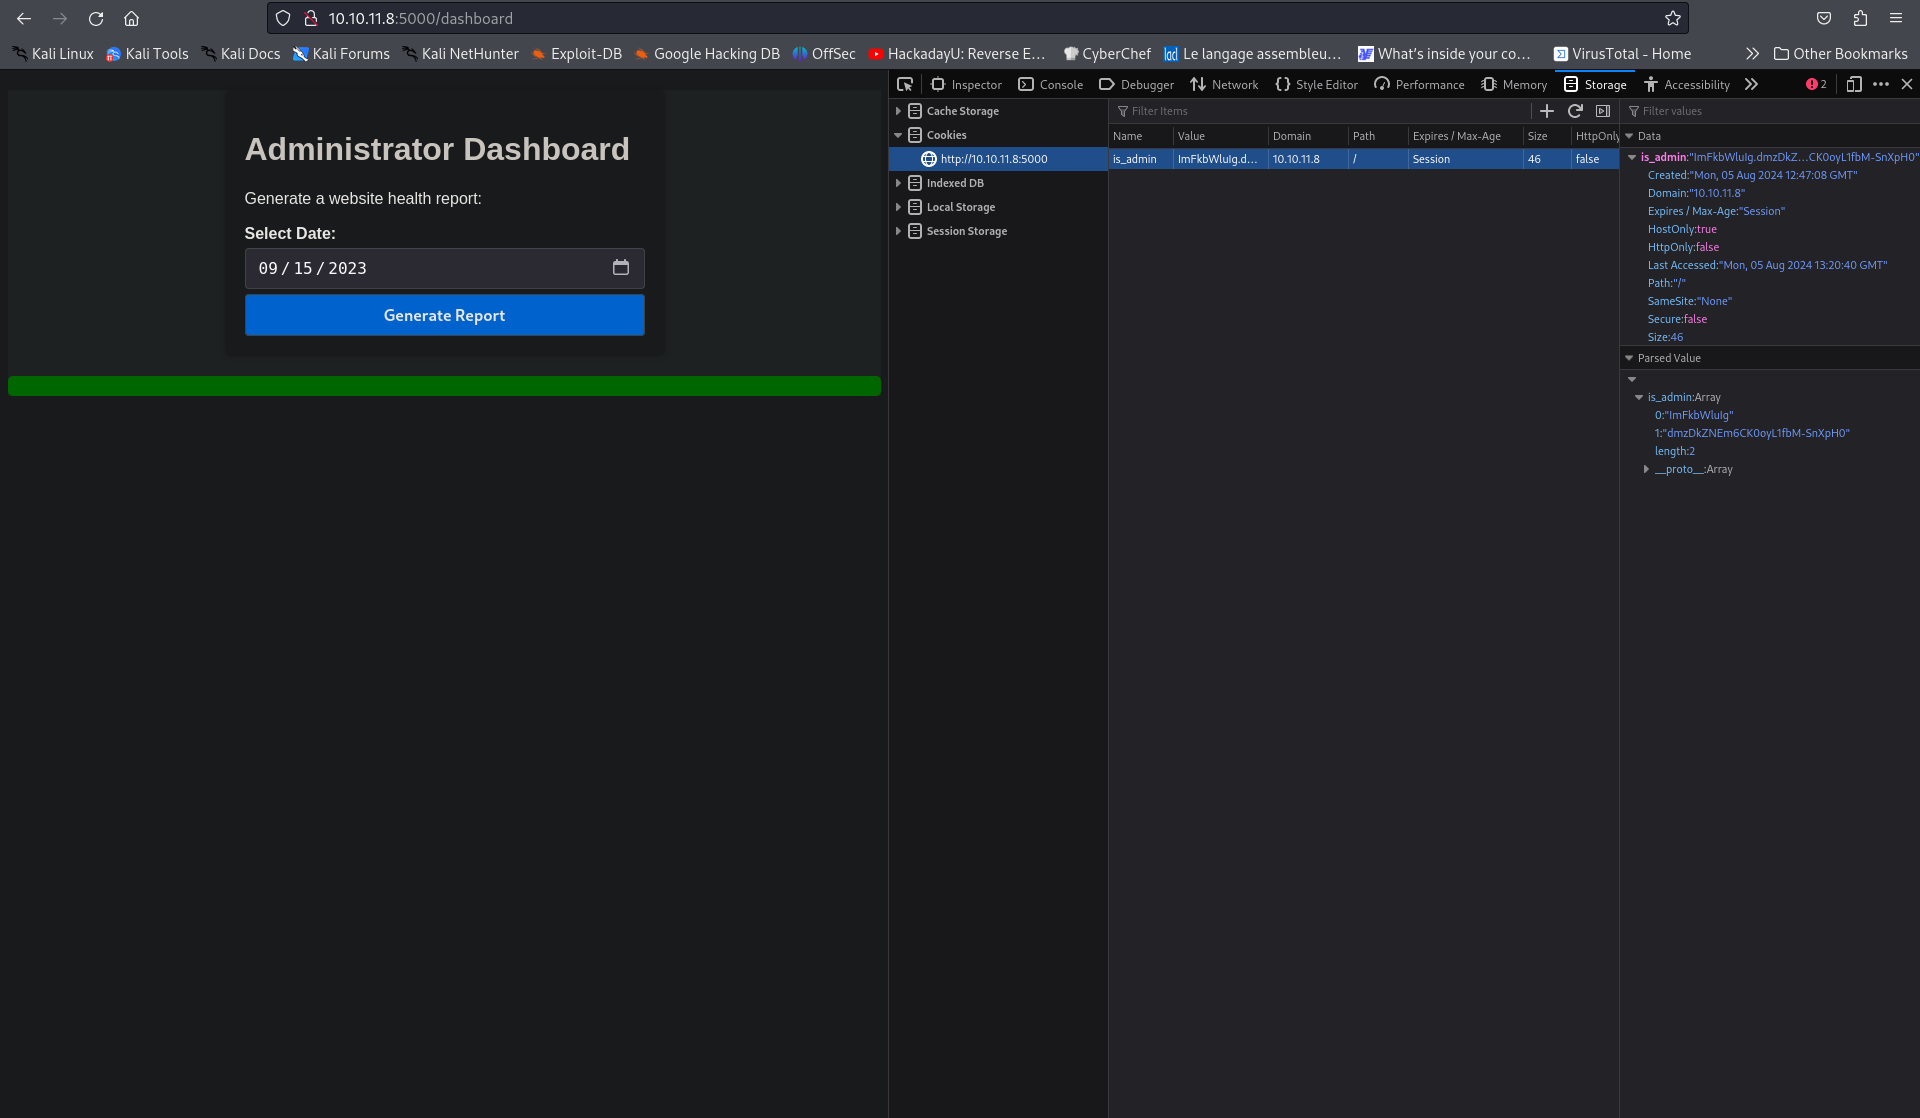 10.10.11.8:5000/dashboard
Kali Linux Kali Tools Kali Docs Kali Forums Kali NetHunter Exploit-DB Google Hacking DB OffSec HackadayU: Reverse E… CyberChef Le langage assembleu… What's inside your co… VirusTotal - Home Other Bookmarks
Inspector Console Debugger Network Style Editor Performance Memory Storage Accessibility 2
Cache Storage
Cookies
http://10.10.11.8:5000
Indexed DB
Local Storage
Session Storage
Filter Items
Name Value Domain Path Expires / Max-Age Size HttpOnly
is_admin ImFkbWluIg.d… 10.10.11.8 / Session 46 false
Filter values
Data
is_admin:"ImFkbWluIg.dmzDkZ…CK0oyL1fbM-SnXpH0"
Created:"Mon, 05 Aug 2024 12:47:08 GMT"
Domain:"10.10.11.8"
Expires / Max-Age:"Session"
HostOnly:true
HttpOnly:false
Last Accessed:"Mon, 05 Aug 2024 13:20:40 GMT"
Path:"/"
SameSite:"None"
Secure:false
Size:46
Parsed Value
is_admin:Array
0:"ImFkbWluIg"
1:"dmzDkZNEm6CK0oyL1fbM-SnXpH0"
length:2
__proto__:Array
Administrator Dashboard
Generate a website health report:
Select Date:
09/15/2023
Generate Report